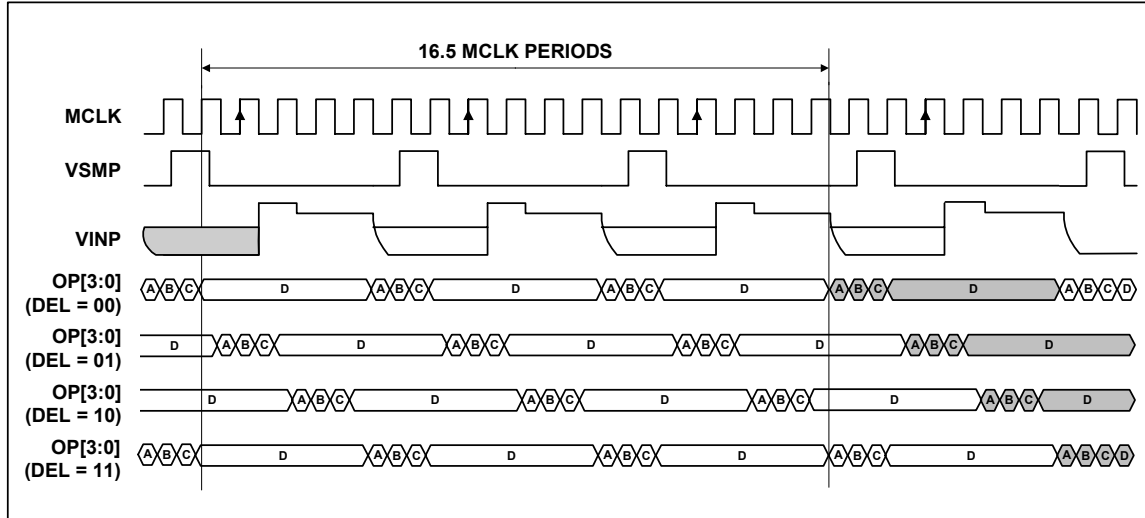 16.5 MCLK PERIODS
MCLK
VSMP
VINP
OP[3:0]
(DEL = 00)
A B C D A B C D A B C D A B C D A B C D
OP[3:0]
(DEL = 01)
D A B C D A B C D A B C D A B C D
OP[3:0]
(DEL = 10)
D A B C D A B C D A B C D A B C D
OP[3:0]
(DEL = 11)
A B C D A B C D A B C D A B C D A B C D